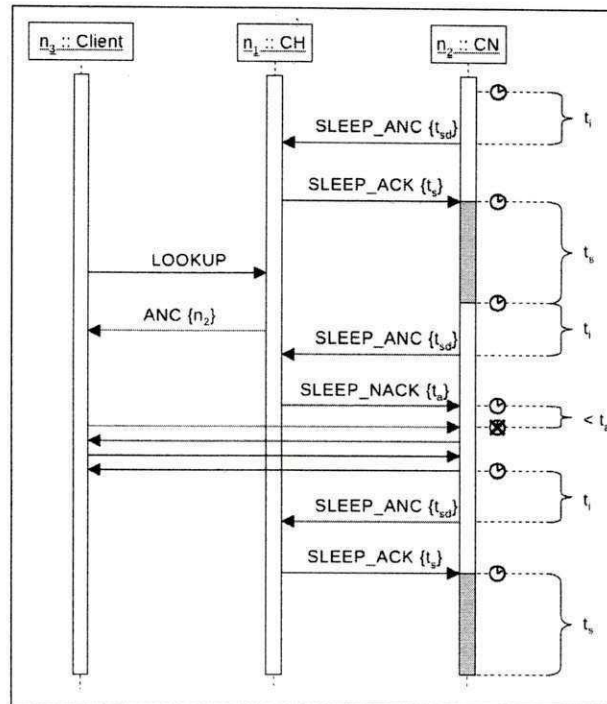 n3 :: Client
n1 :: CH
n2 :: CN
SLEEP_ANC {tsd}
ti
SLEEP_ACK {ts}
ts
LOOKUP
ANC {n2}
ti
SLEEP_ANC {tsd}
SLEEP_NACK {ta}
< ta
ti
SLEEP_ANC {tsd}
SLEEP_ACK {ts}
ts